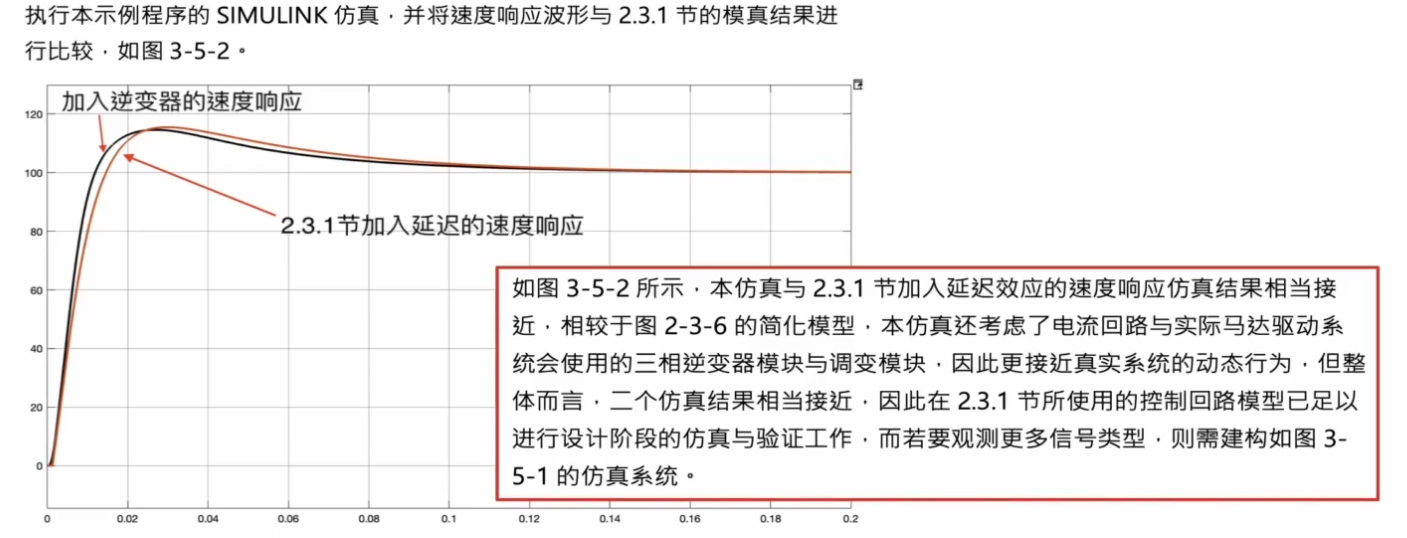 执行本示例程序的 SIMULINK 仿真，并将速度响应波形与 2.3.1 节的模真结果进
行比较，如图 3-5-2。
加入逆变器的速度响应
120
100
2.3.1节加入延迟的速度响应
80
60
40
20
0
0 0.02 0.04 0.06 0.08 0.1 0.12 0.14 0.16 0.18 0.2
如图 3-5-2 所示，本仿真与 2.3.1 节加入延迟效应的速度响应仿真结果相当接
近，相较于图 2-3-6 的简化模型，本仿真还考虑了电流回路与实际马达驱动系
统会使用的三相逆变器模块与调变模块，因此更接近真实系统的动态行为，但整
体而言，二个仿真结果相当接近，因此在 2.3.1 节所使用的控制回路模型已足以
进行设计阶段的仿真与验证工作，而若要观测更多信号类型，则需建构如图 3-
5-1 的仿真系统。